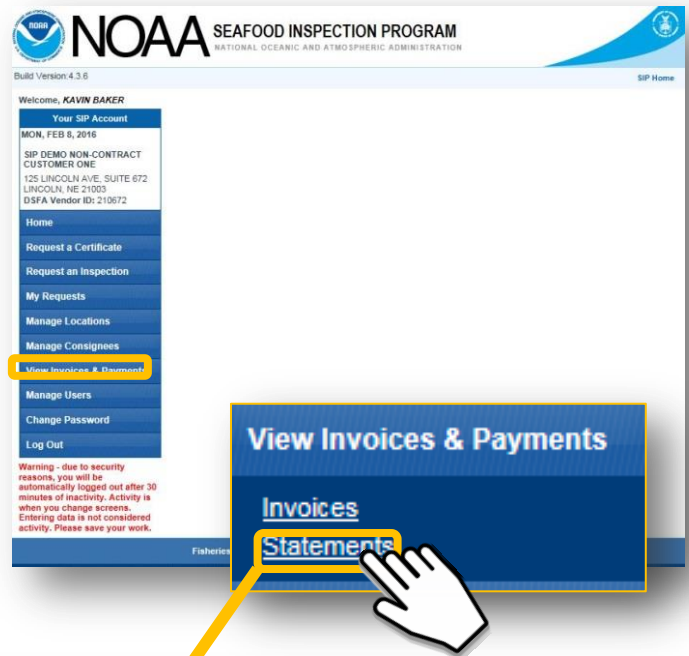 NOAA
NOAA SEAFOOD INSPECTION PROGRAM
NATIONAL OCEANIC AND ATMOSPHERIC ADMINISTRATION
Build Version:4.3.6
SIP Home
Welcome, KAVIN BAKER
Your SIP Account
MON, FEB 8, 2016
SIP DEMO NON-CONTRACT
CUSTOMER ONE
125 LINCOLN AVE, SUITE 672
LINCOLN, NE 21003
DSFA Vendor ID: 210672
Home
Request a Certificate
Request an Inspection
My Requests
Manage Locations
Manage Consignees
View Invoices & Payments
Manage Users
Change Password
Log Out
Warning - due to security
reasons, you will be
automatically logged out after 30
minutes of inactivity. Activity is
when you change screens.
Entering data is not considered
activity. Please save your work.
View Invoices & Payments
Invoices
Statements
Fisheries